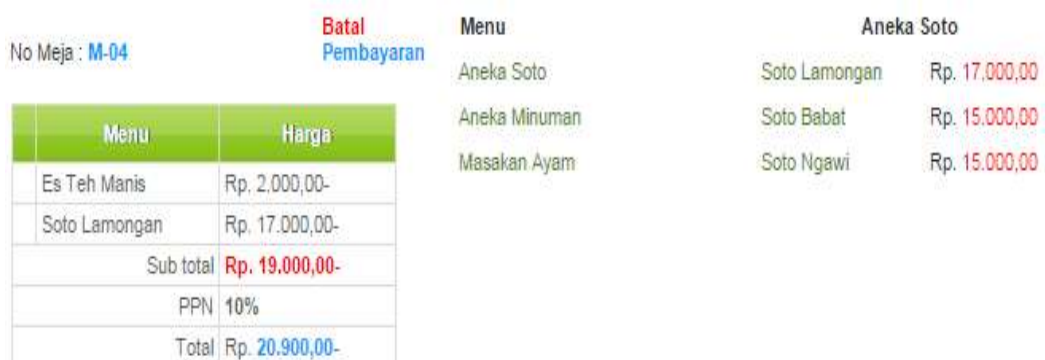 Batal
No Meja : M-04 Pembayaran
Menu Harga
Es Teh Manis Rp. 2,000,00-
Soto Lamongan Rp. 17.000,00-
Sub total Rp. 19.000,00-
PPN 10%
Total Rp. 20.900,00-
Menu Aneka Soto
Aneka Soto Soto Lamongan Rp. 17,000,00
Aneka Minuman Soto Babat Rp. 15.000,00
Masakan Ayam Soto Ngawi Rp. 15.000,00